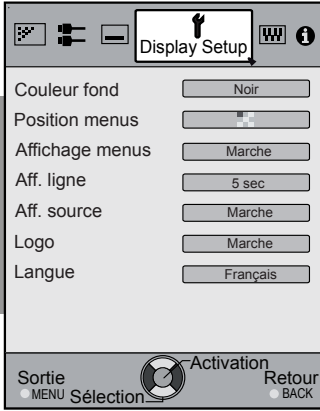 Display Setup
Couleur fond Noir
Position menus
Affichage menus Marche
Aff. ligne 5 sec
Aff. source Marche
Logo Marche
Langue Français
Activation
Sortie Retour
MENU Sélection BACK